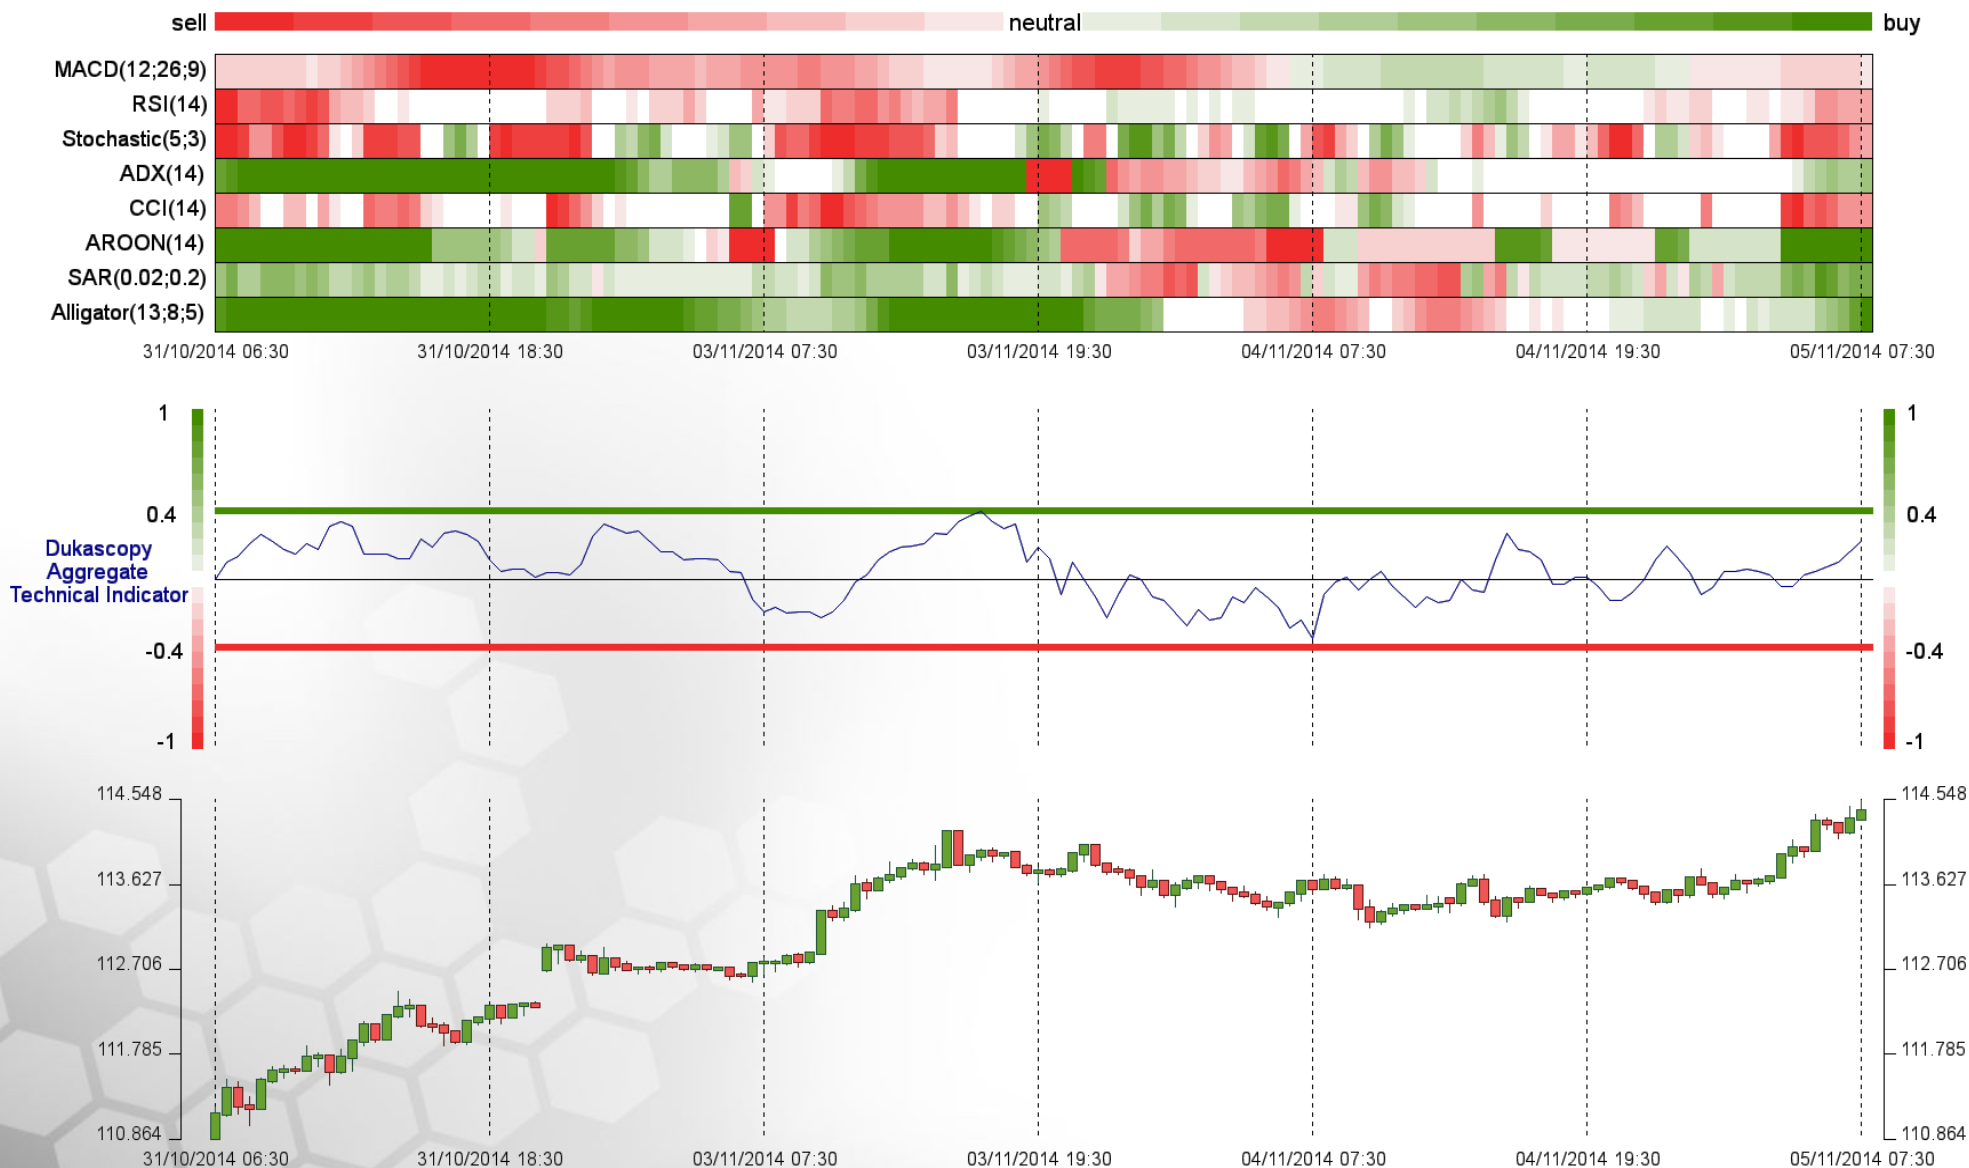 sell neutral buy
MACD(12;26;9)
RSI(14)
Stochastic(5;3)
ADX(14)
CCI(14)
AROON(14)
SAR(0.02;0.2)
Alligator(13;8;5)
31/10/2014 06:30 31/10/2014 18:30 03/11/2014 07:30 03/11/2014 19:30 04/11/2014 07:30 04/11/2014 19:30 05/11/2014 07:30
1 1
0.4 0.4
Dukascopy
Aggregate
Technical Indicator
-0.4 -0.4
-1 -1
114.548 114.548
113.627 113.627
112.706 112.706
111.785 111.785
110.864 110.864
31/10/2014 06:30 31/10/2014 18:30 03/11/2014 07:30 03/11/2014 19:30 04/11/2014 07:30 04/11/2014 19:30 05/11/2014 07:30